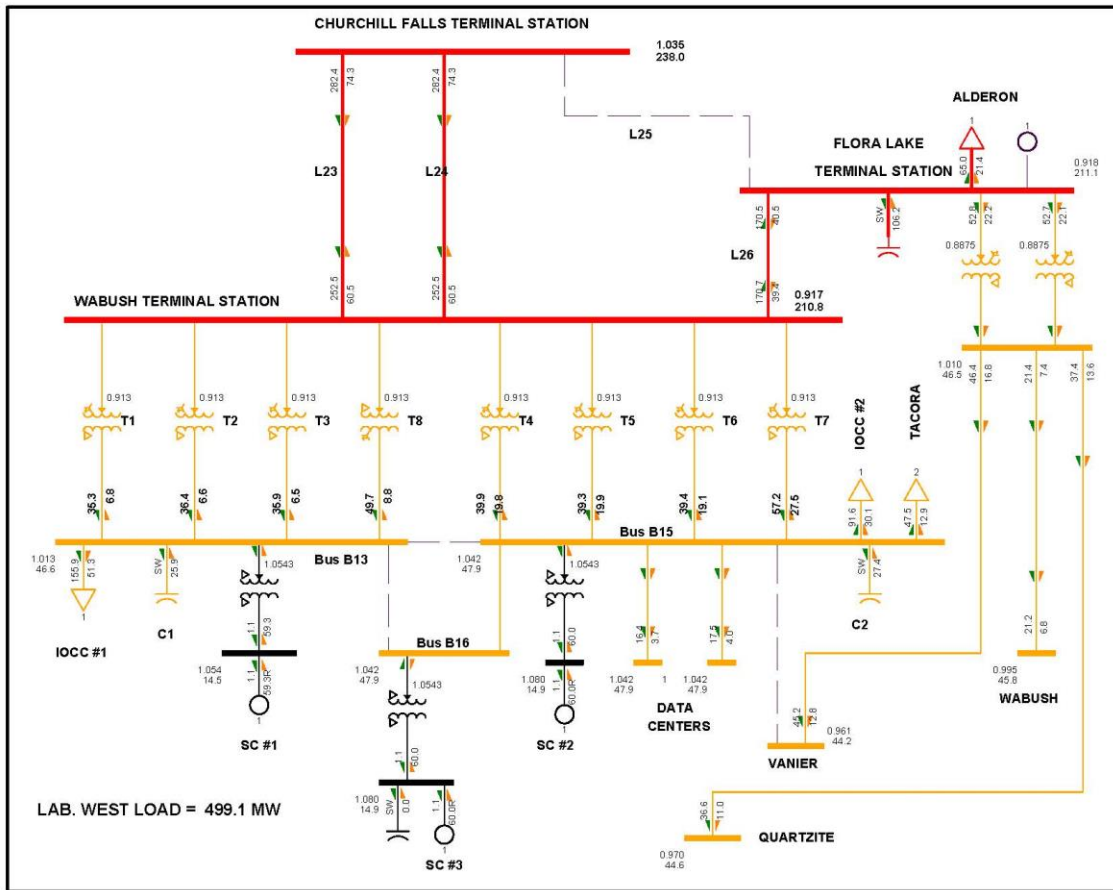 CHURCHILL FALLS TERMINAL STATION
1.035
238.0
282.4
74.3
282.4
74.3
L23
L24
L25
252.5
60.5
252.5
60.5
ALDERON
1
1
FLORA LAKE
TERMINAL STATION
65.0
21.4
0.918
211.1
170.5
40.5
SW
106.2
52.8
22.2
52.7
22.1
L26
0.8875
0.8875
170.7
39.4
WABUSH TERMINAL STATION
0.917
210.8
1.010
46.5
46.4
16.8
21.4
7.4
37.4
13.6
0.913
0.913
0.913
0.913
0.913
0.913
0.913
0.913
T1
T2
T3
T8
T4
T5
T6
T7
IOCC #2
TACORA
1
2
35.3
6.8
36.4
6.6
35.9
6.5
49.7
8.8
39.9
19.8
39.3
19.9
39.4
19.1
57.2
27.5
91.6
30.1
47.5
12.9
Bus B13
Bus B15
1.013
46.6
1.042
47.9
155.9
51.3
SW
25.9
1.0543
1.0543
SW
27.4
1
IOCC #1
C1
C2
1.1
59.3
1.054
14.5
1.1
59.3R
1
SC #1
Bus B16
1.042
47.9
1.0543
1.1
60.0
1.080
14.9
1.1
60.0R
1
SC #2
16.4
3.7
17.5
4.0
1.042
47.9
1
1.042
47.9
DATA
CENTERS
21.2
6.8
0.995
45.8
WABUSH
45.2
12.8
0.961
44.2
VANIER
1.1
60.0
1.080
14.9
SW
0.0
1.1
60.0R
1
SC #3
LAB. WEST LOAD = 499.1 MW
36.6
11.0
0.970
44.6
QUARTZITE